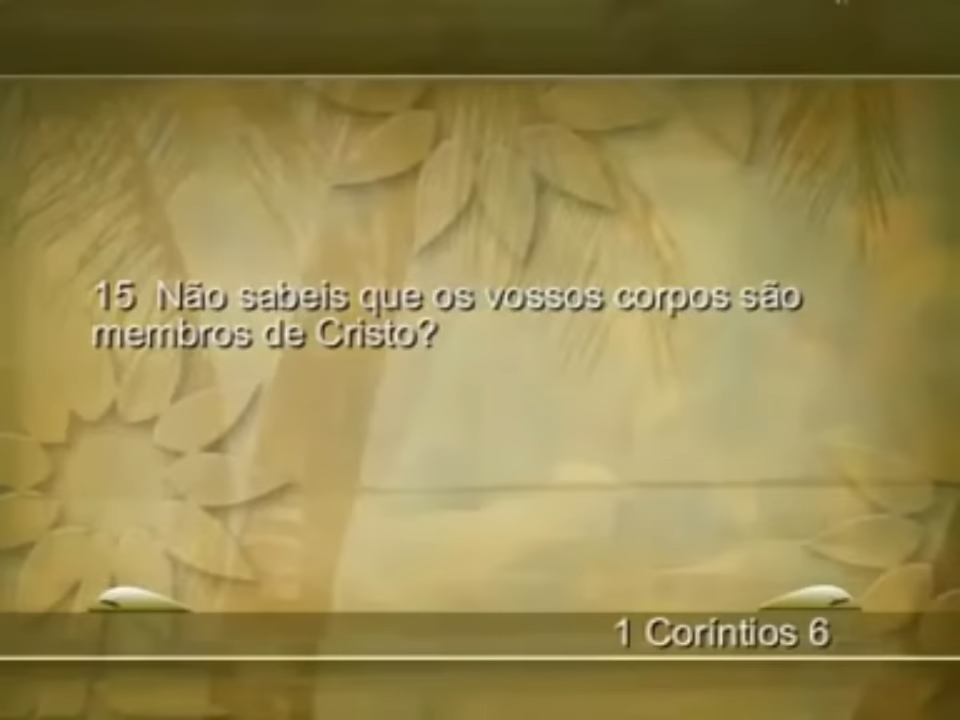 15 Não sabeis que os vossos corpos são
membros de Cristo?
1 Coríntios 6